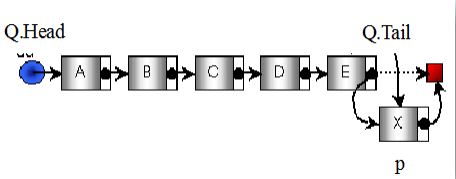 Q.Head Q.Tail
A B C D E
X
p